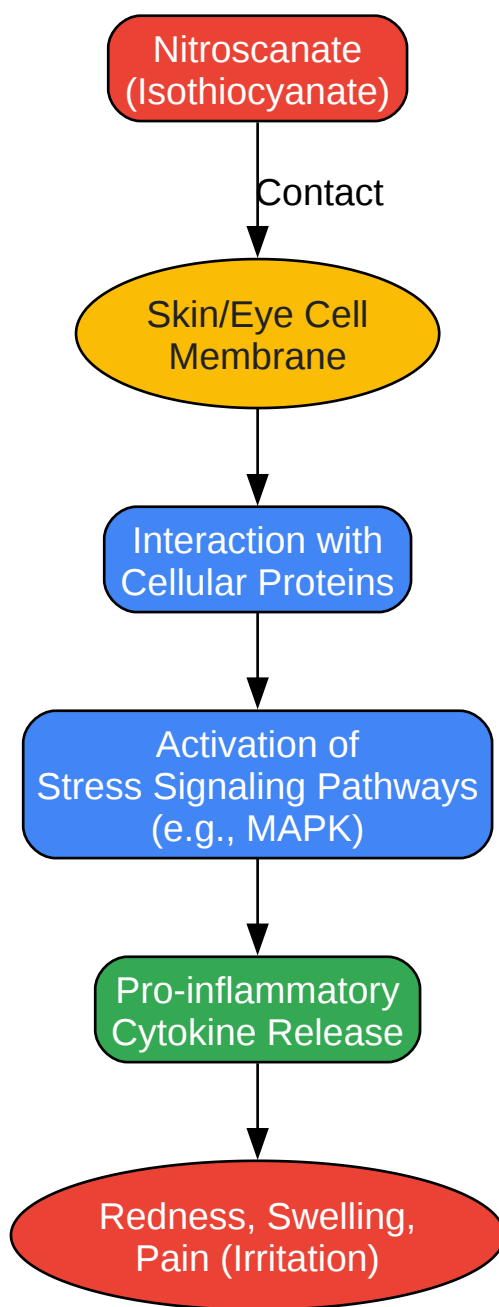 Nitroscanate
(Isothiocyanate)
Contact
Skin/Eye Cell
Membrane
Interaction with
Cellular Proteins
Activation of
Stress Signaling Pathways
(e.g., MAPK)
Pro-inflammatory
Cytokine Release
Redness, Swelling,
Pain (Irritation)